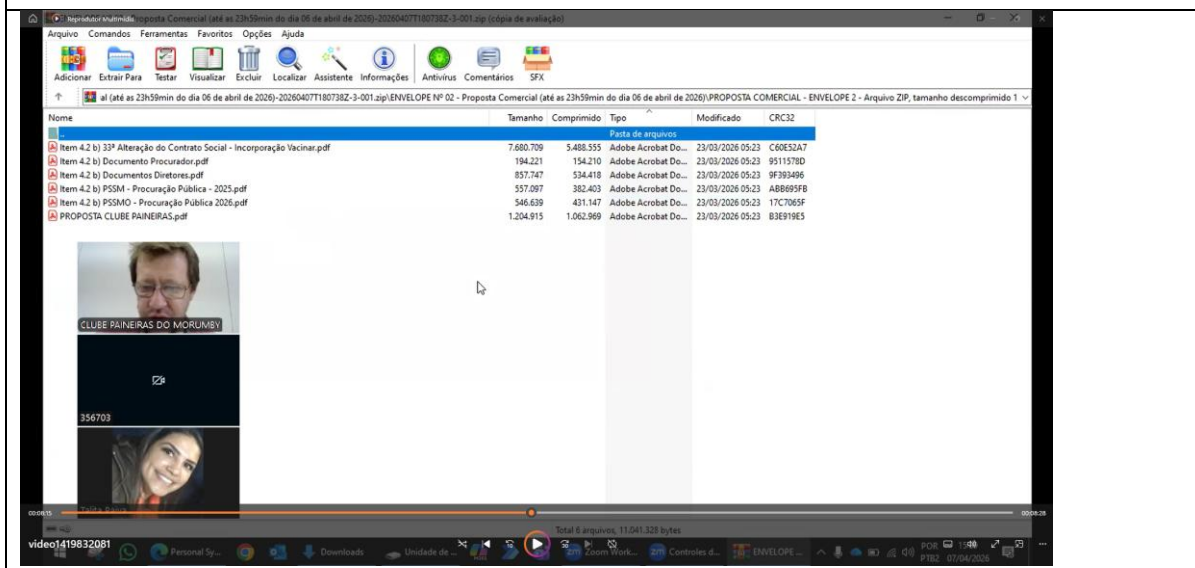 Reprodutor Multimídia
oposta Comercial (até as 23h59min do dia 06 de abril de 2026)-20260407T180738Z-3-001.zip (cópia de avaliação)
Arquivo Comandos Ferramentas Favoritos Opções Ajuda
Adicionar Extrair Para Testar Visualizar Excluir Localizar Assistente Informações Antivírus Comentários SFX
al (até as 23h59min do dia 06 de abril de 2026)-20260407T180738Z-3-001.zip\ENVELOPE Nº 02 - Proposta Comercial (até as 23h59min do dia 06 de abril de 2026)\PROPOSTA COMERCIAL - ENVELOPE 2 - Arquivo ZIP, tamanho descomprimido 1
Nome Tamanho Comprimido Tipo Modificado CRC32
.. Pasta de arquivos
Item 4.2 b) 33ª Alteração do Contrato Social - Incorporação Vacinar.pdf 7.680.709 5.488.555 Adobe Acrobat Do... 23/03/2026 05:23 C60E52A7
Item 4.2 b) Documento Procurador.pdf 194.221 154.210 Adobe Acrobat Do... 23/03/2026 05:23 9511578D
Item 4.2 b) Documentos Diretores.pdf 857.747 534.418 Adobe Acrobat Do... 23/03/2026 05:23 9F393496
Item 4.2 b) PSSM - Procuração Pública - 2025.pdf 557.097 382.403 Adobe Acrobat Do... 23/03/2026 05:23 ABB695FB
Item 4.2 b) PSSMO - Procuração Pública 2026.pdf 546.639 431.147 Adobe Acrobat Do... 23/03/2026 05:23 17C7065F
PROPOSTA CLUBE PAINEIRAS.pdf 1.204.915 1.062.969 Adobe Acrobat Do... 23/03/2026 05:23 B3E919E5
CLUBE PAINEIRAS DO MORUMBY
356703
Talita Paiva
00:08:15 00:08:28
Total 6 arquivos, 11.041.328 bytes
video1419832081
10 30
Personal Sy... Downloads Unidade de ... Zoom Work... Controles d... ENVELOPE ...
POR
PTB2 07/04/2026